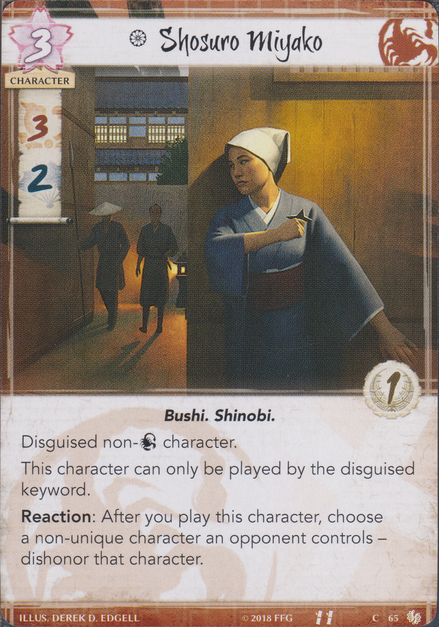 3
Shosuro Miyako
CHARACTER
3
2
1
Bushi. Shinobi.
Disguised non- character.
This character can only be played by the disguised
keyword.
Reaction: After you play this character, choose
a non-unique character an opponent controls –
dishonor that character.
ILLUS. DEREK D. EDGELL
© 2018 FFG
C 65